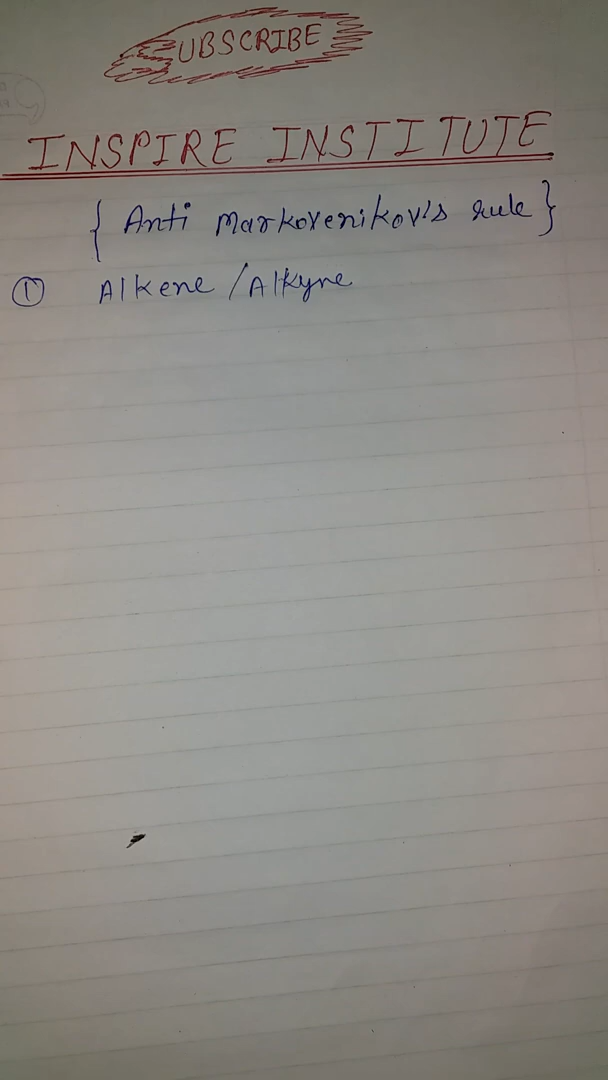 SUBSCRIBE
INSPIRE INSTITUTE
{ Anti Markovenikov's rule }
① Alkene / Alkyne